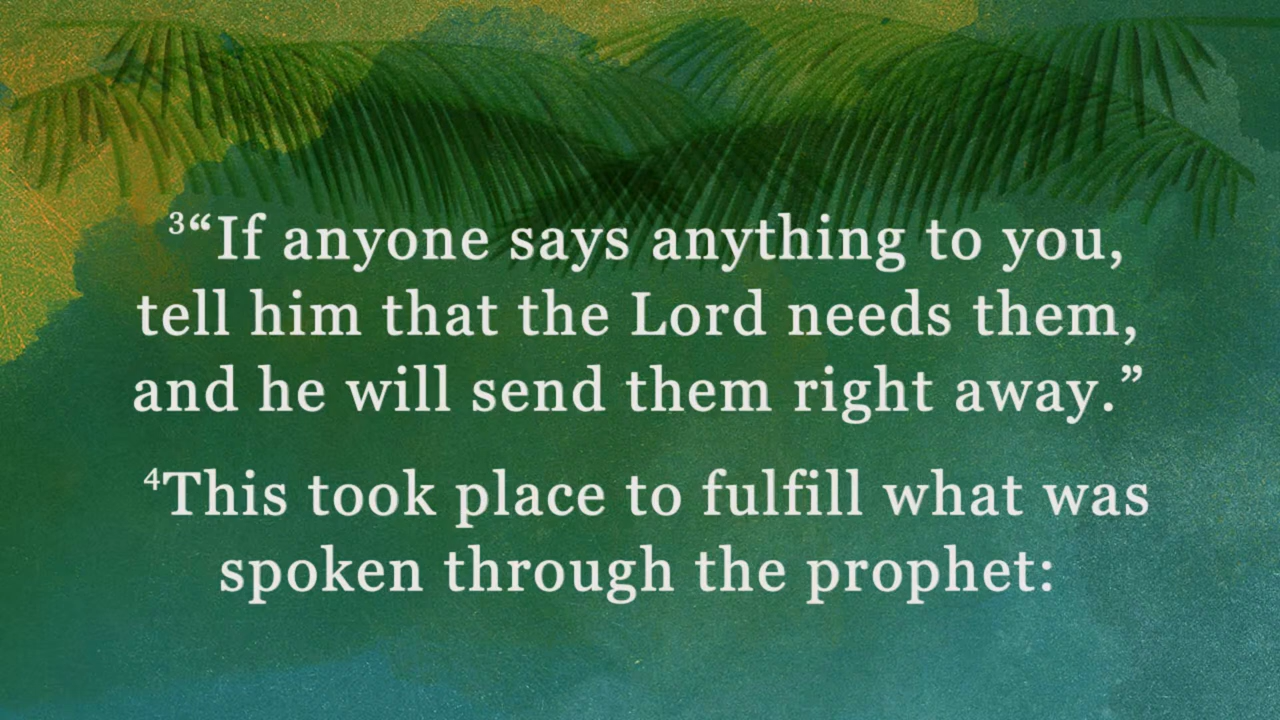 ³“If anyone says anything to you,
tell him that the Lord needs them,
and he will send them right away.”
⁴This took place to fulfill what was
spoken through the prophet: